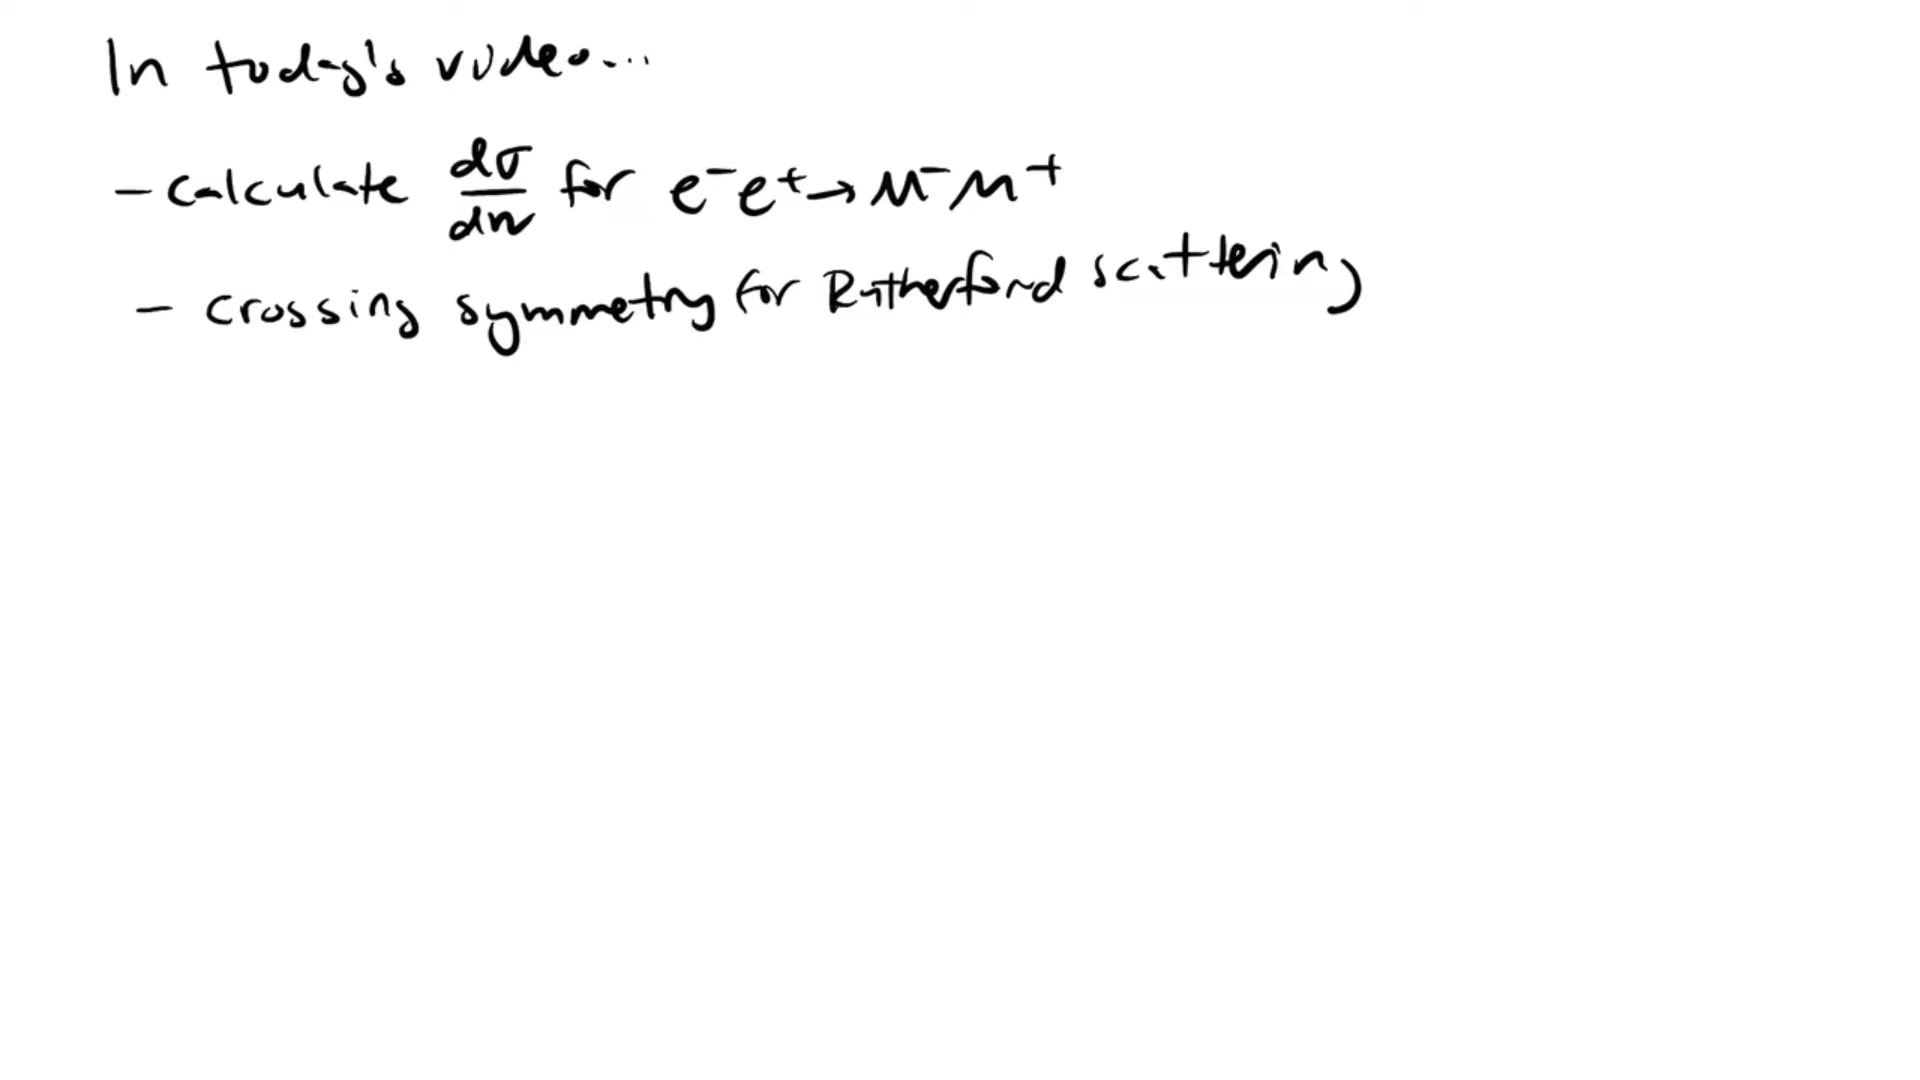 In today's video...
- calculate dσ/dΩ for e⁻e⁺→μ⁻μ⁺
- crossing symmetry for Rutherford scattering